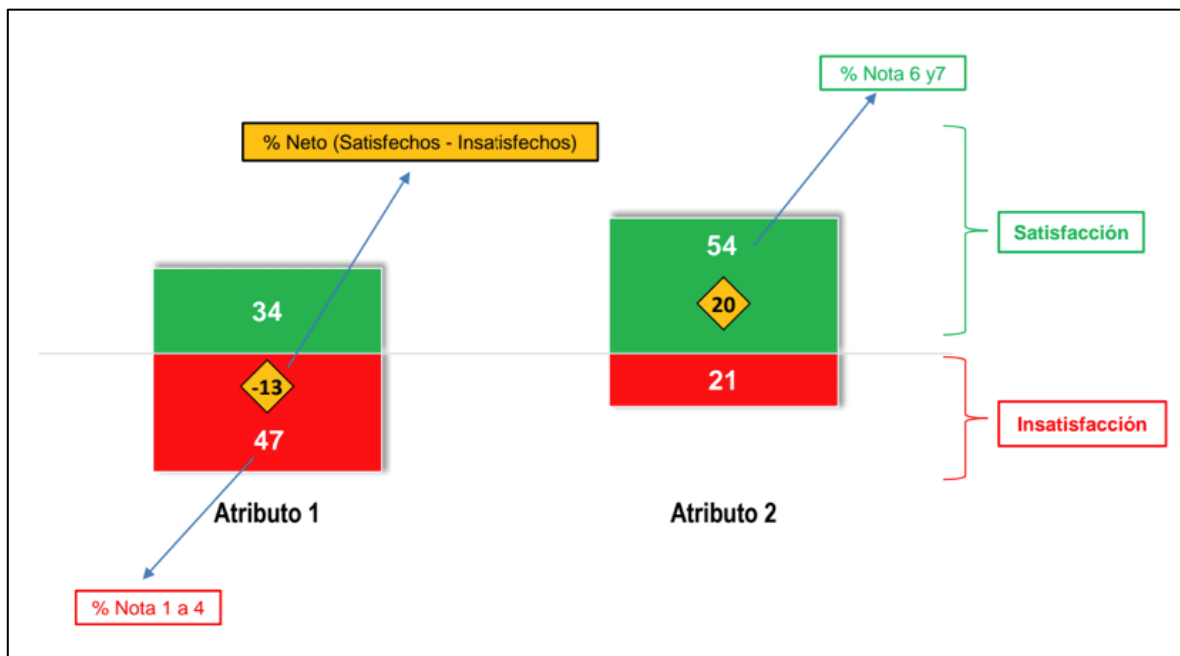 % Nota 6 y7
% Neto (Satisfechos - Insatisfechos)
Satisfacción
54
34
20
-13
21
47
Insatisfacción
Atributo 1
Atributo 2
% Nota 1 a 4